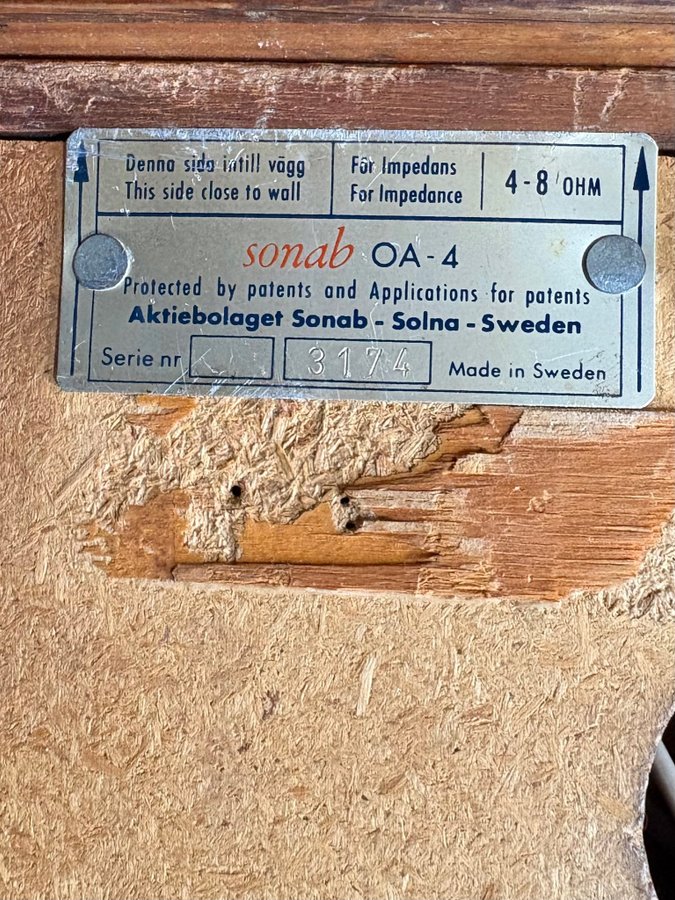 Denna sida intill vägg
This side close to wall
För Impedans
For Impedance
4-8 OHM
sonab OA-4
Protected by patents and Applications for patents
Aktiebolaget Sonab - Solna - Sweden
Serie nr 3174 Made in Sweden